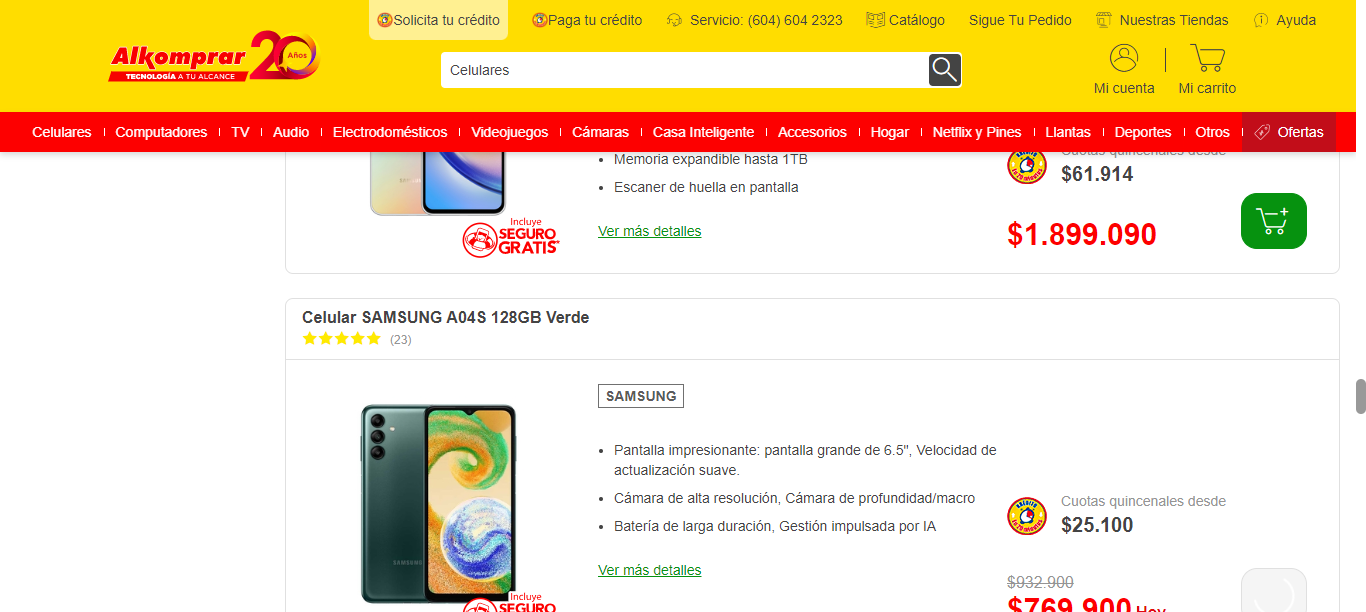 Solicita tu crédito
Paga tu crédito
Servicio: (604) 604 2323
Catálogo
Sigue Tu Pedido
Nuestras Tiendas
Ayuda
Alkomprar
20 Años
TECNOLOGÍA A TU ALCANCE
Celulares
Mi cuenta
Mi carrito
Celulares
Computadores
TV
Audio
Electrodomésticos
Videojuegos
Cámaras
Casa Inteligente
Accesorios
Hogar
Netflix y Pines
Llantas
Deportes
Otros
Ofertas
Memoria expandible hasta 1TB
Escaner de huella en pantalla
Ver más detalles
Incluye
SEGURO
GRATIS*
Cuotas quincenales desde
$61.914
$1.899.090
Celular SAMSUNG A04S 128GB Verde
(23)
SAMSUNG
Pantalla impresionante: pantalla grande de 6.5", Velocidad de
actualización suave.
Cámara de alta resolución, Cámara de profundidad/macro
Batería de larga duración, Gestión impulsada por IA
Ver más detalles
SAMSUNG
Incluye
SEGURO
Cuotas quincenales desde
$25.100
$932.900
$769.900 Hoy